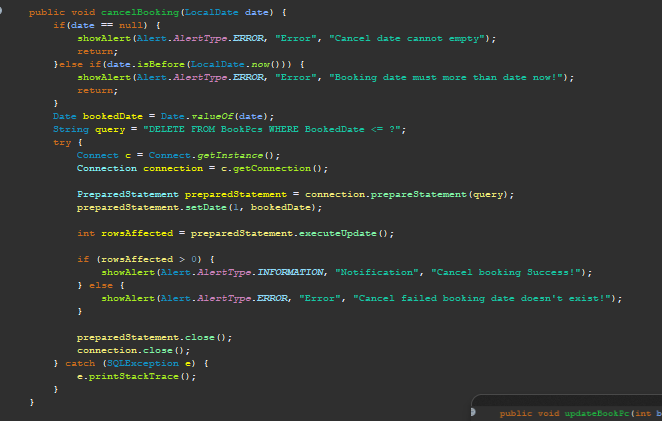 public void cancelBooking(LocalDate date) {
if(date == null) {
showAlert(Alert.AlertType.ERROR, "Error", "Cancel date cannot empty");
return;
}else if(date.isBefore(LocalDate.now())) {
showAlert(Alert.AlertType.ERROR, "Error", "Booking date must more than date now!");
return;
}
Date bookedDate = Date.valueOf(date);
String query = "DELETE FROM BookPcs WHERE BookedDate <= ?";
try {
Connect c = Connect.getInstance();
Connection connection = c.getConnection();
PreparedStatement preparedStatement = connection.prepareStatement(query);
preparedStatement.setDate(1, bookedDate);
int rowsAffected = preparedStatement.executeUpdate();
if (rowsAffected > 0) {
showAlert(Alert.AlertType.INFORMATION, "Notification", "Cancel booking Success!");
} else {
showAlert(Alert.AlertType.ERROR, "Error", "Cancel failed booking date doesn't exist!");
}
preparedStatement.close();
connection.close();
} catch (SQLException e) {
e.printStackTrace();
}
}
public void updateBookPc(int b